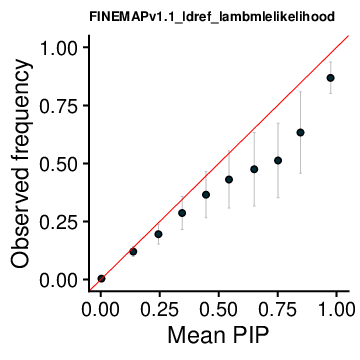 FINEMAPv1.1_ldref_lambmlelikelihood
Observed frequency
1.00
0.75
0.50
0.25
0.00
0.00 0.25 0.50 0.75 1.00
Mean PIP